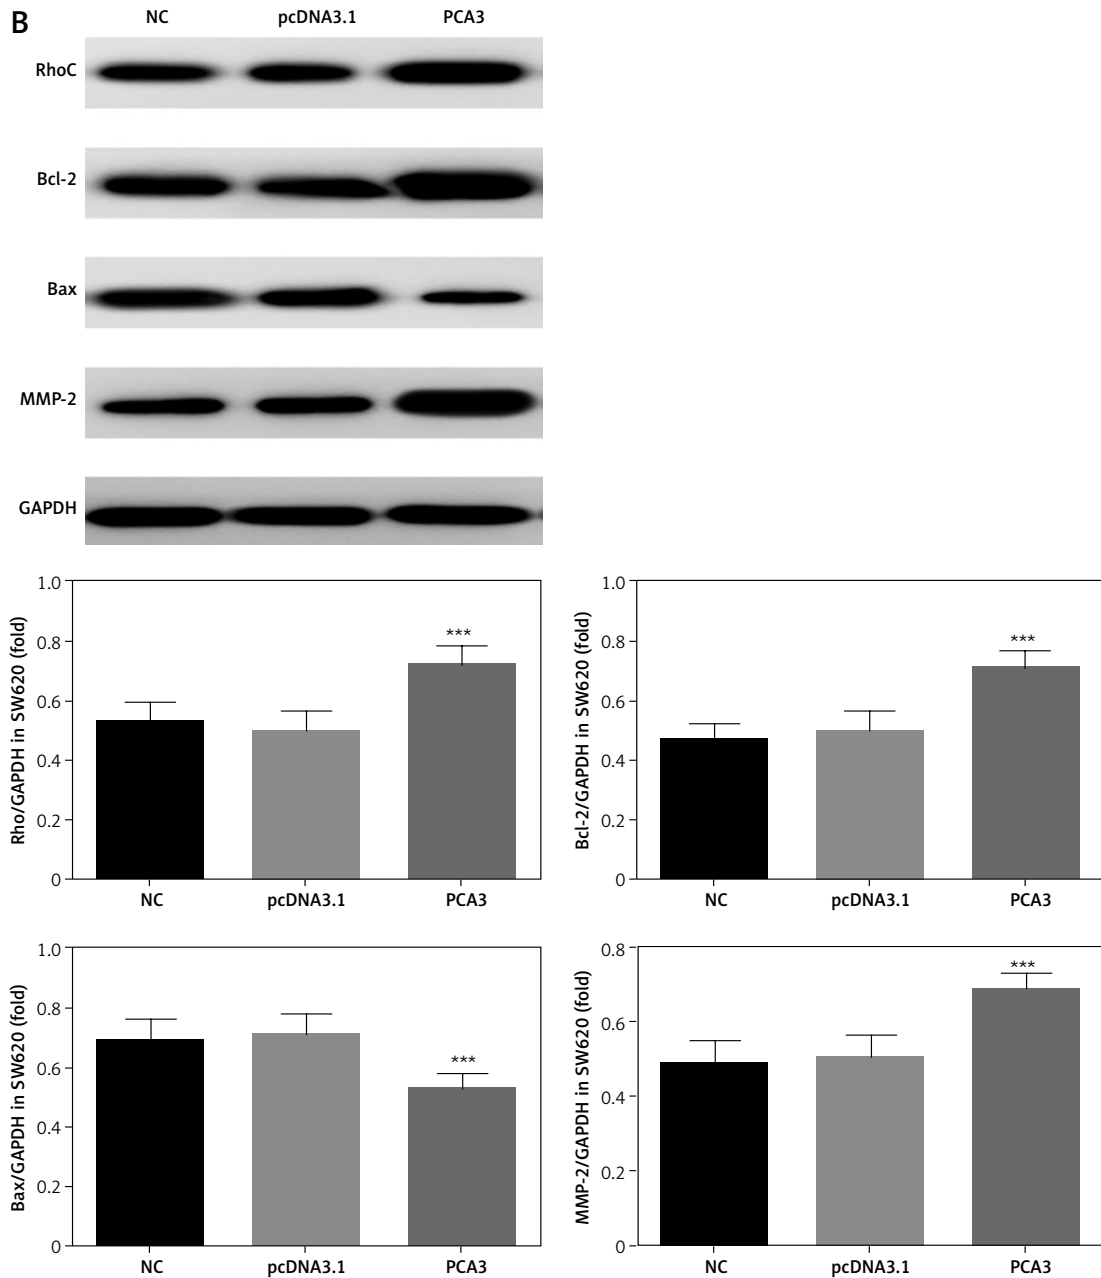 B
NC pcDNA3.1 PCA3
RhoC
Bcl-2
Bax
MMP-2
GAPDH
Rho/GAPDH in SW620 (fold)
1.0
0.8
0.6
0.4
0.2
0
***
NC pcDNA3.1 PCA3
Bcl-2/GAPDH in SW620 (fold)
1.0
0.8
0.6
0.4
0.2
0
***
NC pcDNA3.1 PCA3
Bax/GAPDH in SW620 (fold)
1.0
0.8
0.6
0.4
0.2
0
***
NC pcDNA3.1 PCA3
MMP-2/GAPDH in SW620 (fold)
0.8
0.6
0.4
0.2
0
***
NC pcDNA3.1 PCA3